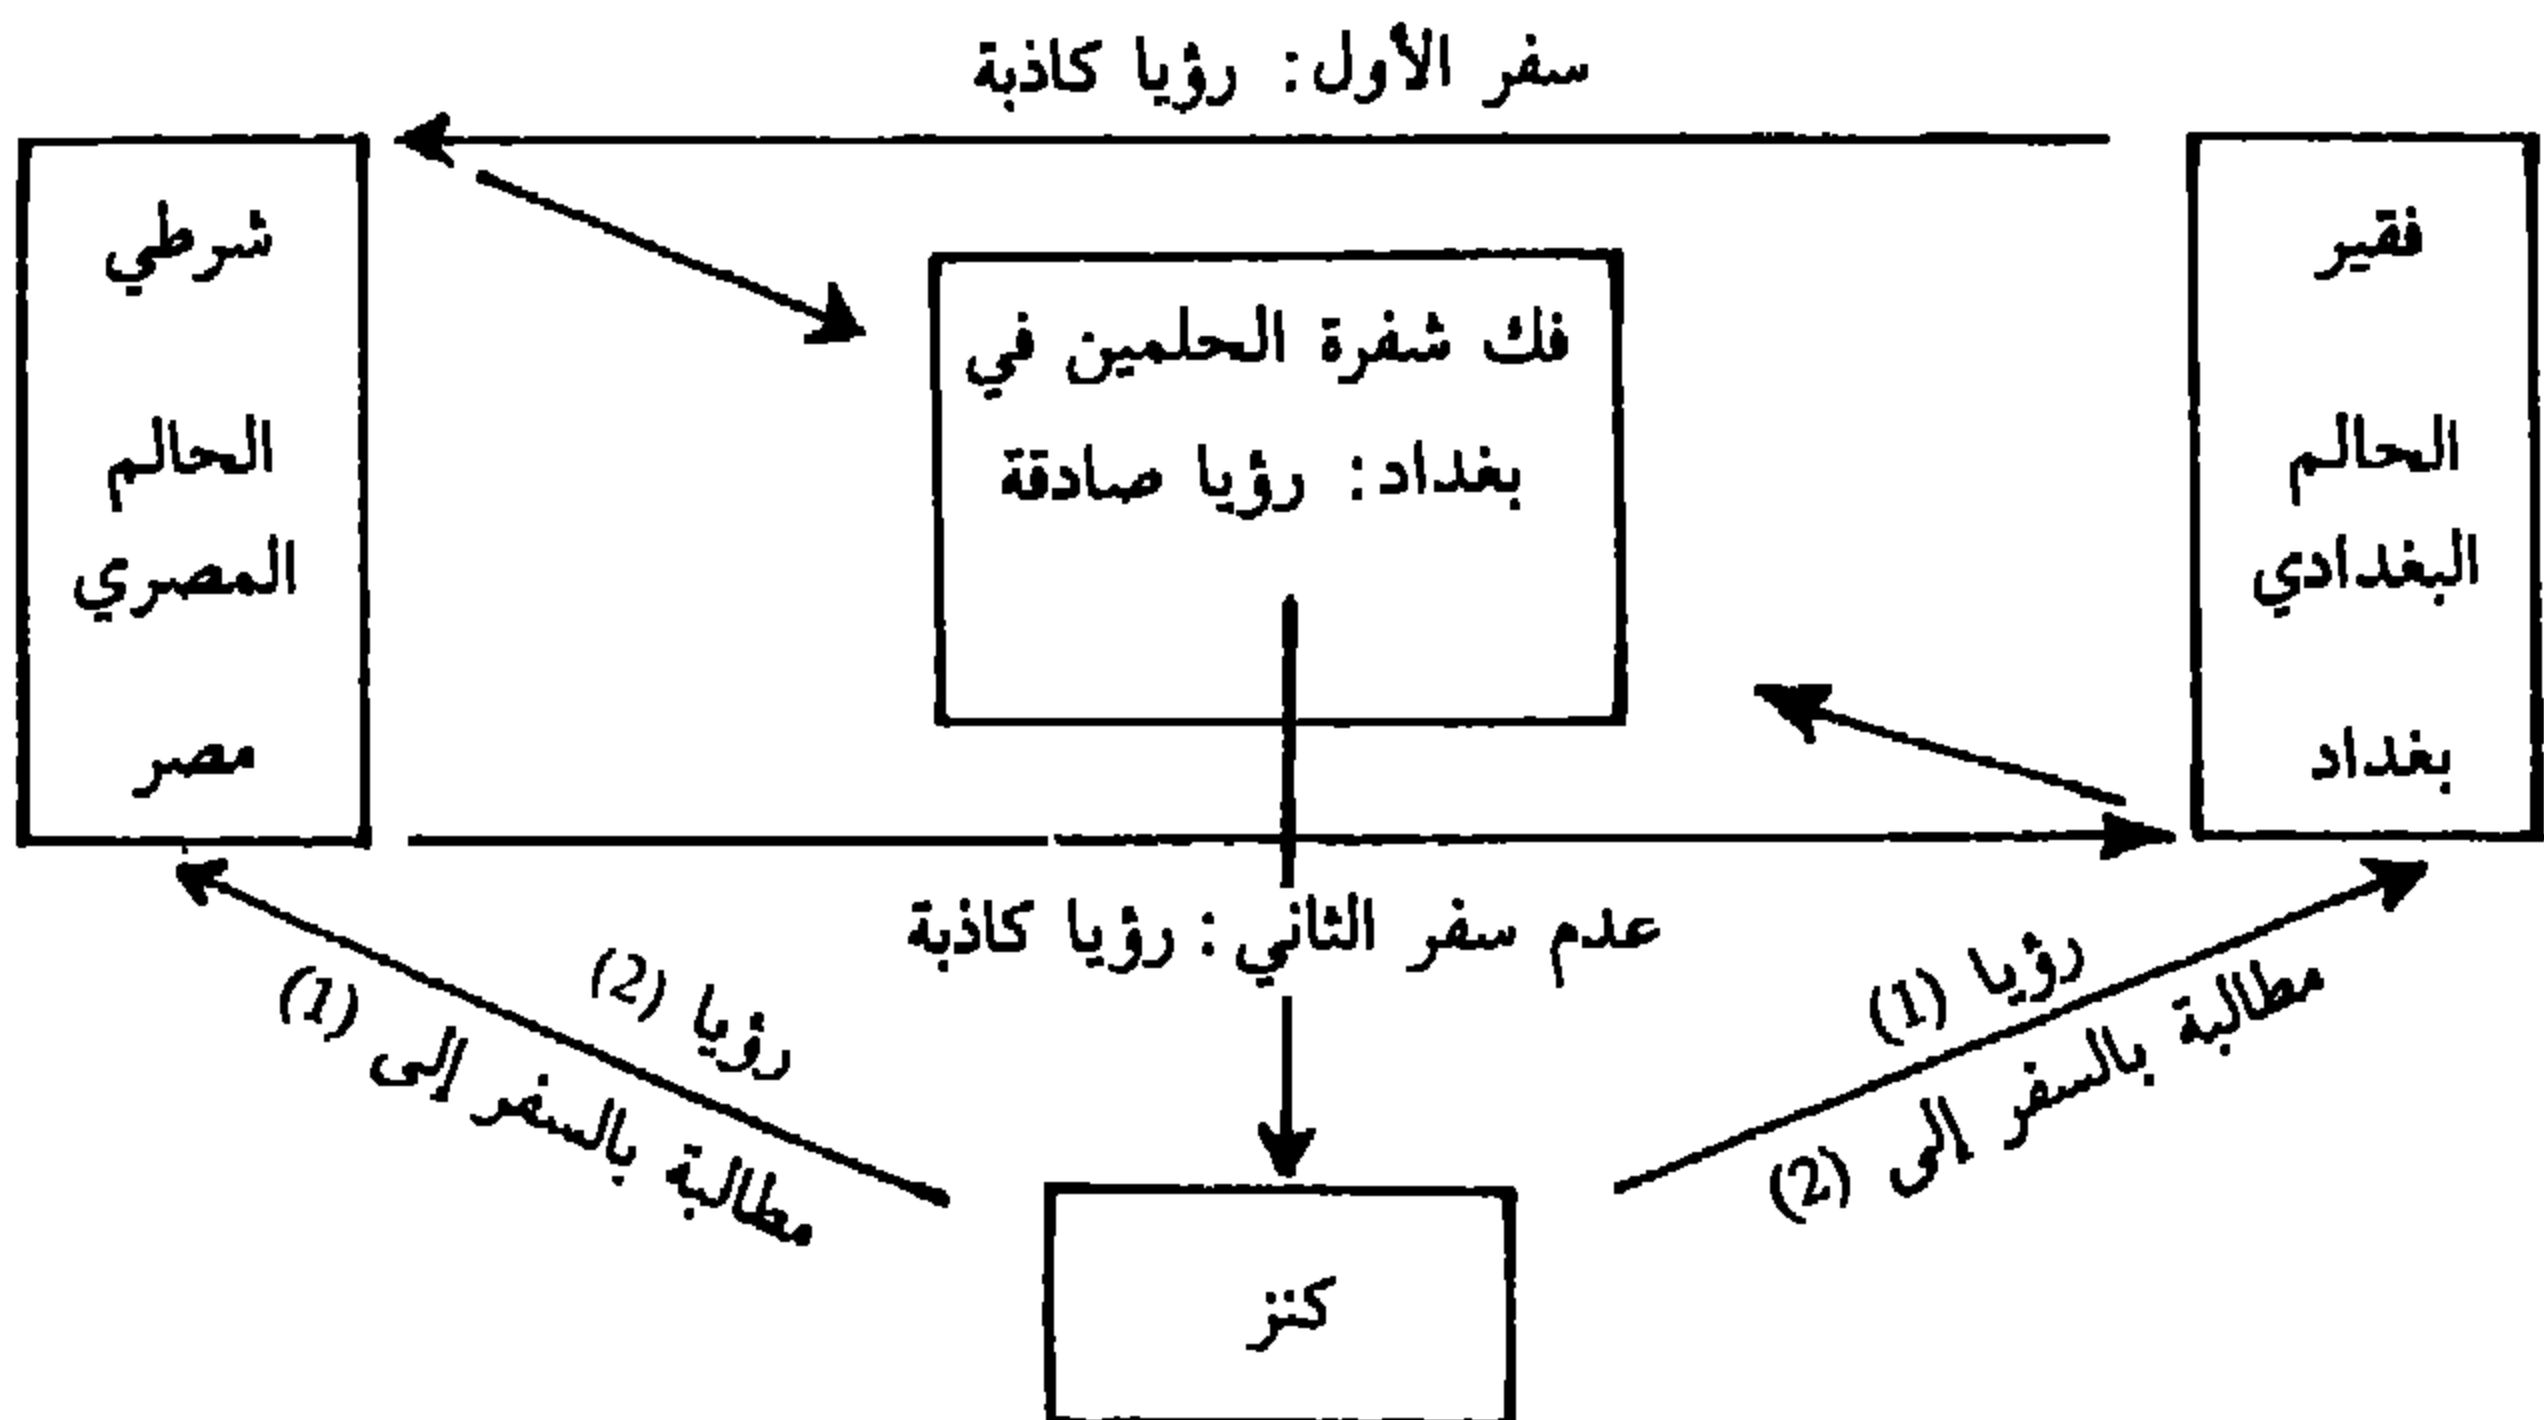 سفر الأول: رؤيا كاذبة
فقير
الحالم
البغدادي
بغداد
فك شفرة الحلمين في
بغداد: رؤيا صادقة
شرطي
الحالم
المصري
مصر
عدم سفر الثاني: رؤيا كاذبة
رؤيا (1)
مطالبة بالسفر الى (2)
رؤيا (2)
مطالبة بالسفر إلى (1)
كنز